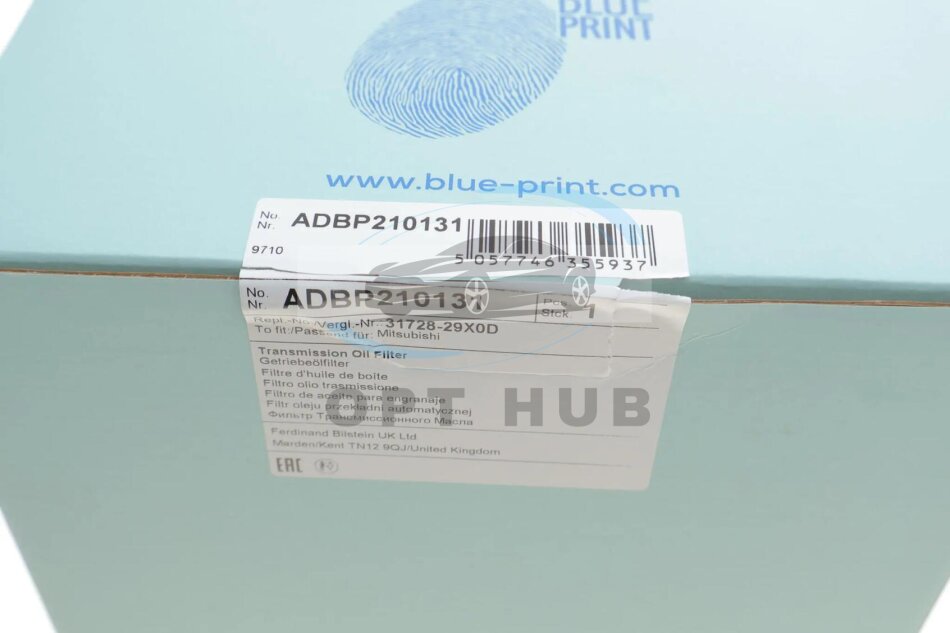 BLUE
PRINT
www.blue-print.com
No.
Nr. ADBP210131
9710
5 057746 355937
No.
Nr. ADBP210131
Pcs.
Stck. 1
Repl.-No./Vergl.-Nr.: 31728-29X0D
To fit:/Passend für: Mitsubishi
Transmission Oil Filter
Getriebeölfilter
Filtre d'huile de boîte
Filtro olio trasmissione
Filtro de aceite para engranaje
Filtr oleju przekładni automatycznej
Фильтр Трансмиссионного Масла
OPT HUB
Ferdinand Bilstein UK Ltd
Marden/Kent TN12 9QJ/United Kingdom
EAC